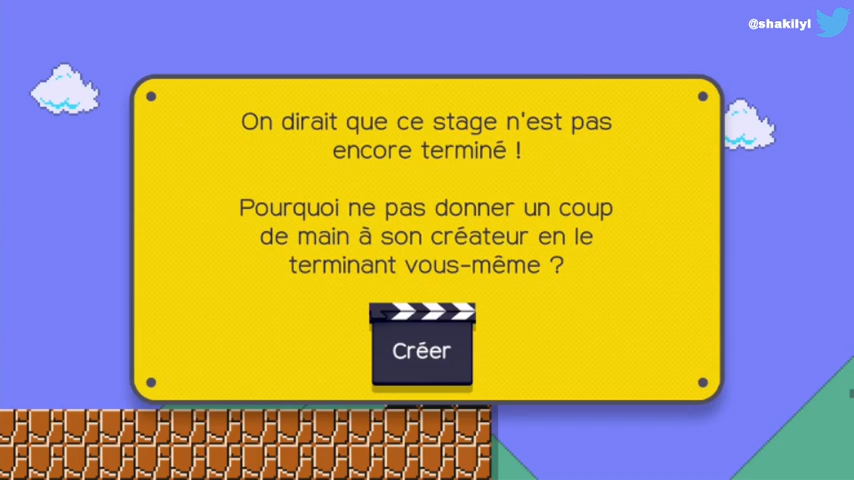 @shakilyl
On dirait que ce stage n'est pas
encore terminé !
Pourquoi ne pas donner un coup
de main à son créateur en le
terminant vous-même ?
Créer